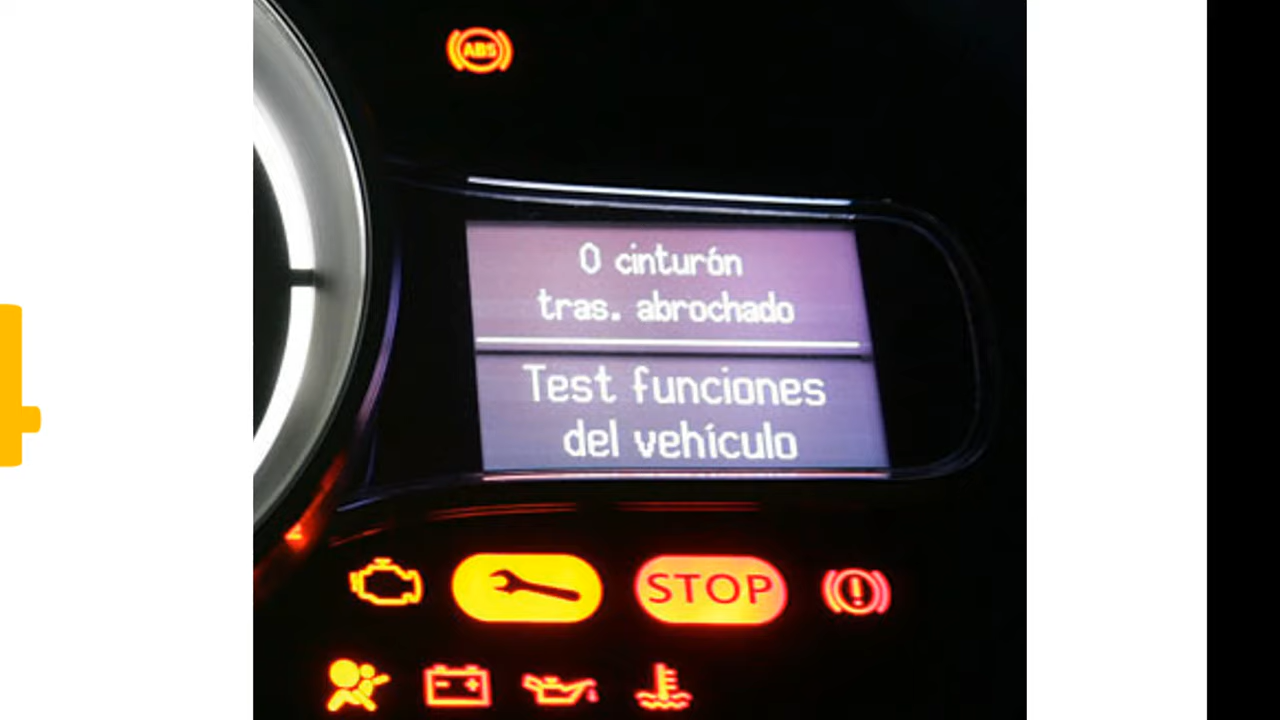 ABS
0 cinturón
tras. abrochado
Test funciones
del vehículo
STOP